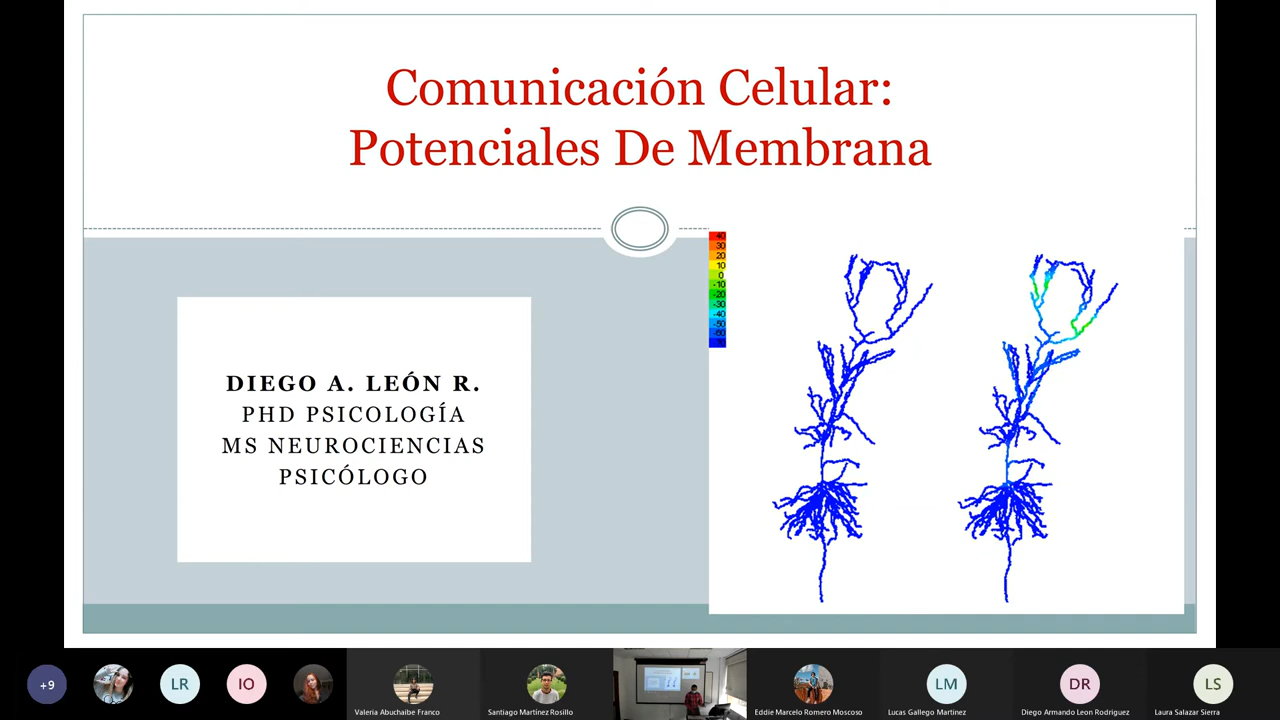 Comunicación Celular:
Potenciales De Membrana
40
30
20
10
0
-10
-20
-30
-40
-50
-60
-70
DIEGO A. LEÓN R.
PHD PSICOLOGÍA
MS NEUROCIENCIAS
PSICÓLOGO
+9
LR
IO
Valeria Abuchaibe Franco
Santiago Martínez Rosillo
Eddie Marcelo Romero Moscoso
LM
Lucas Gallego Martinez
DR
Diego Armando Leon Rodriguez
LS
Laura Salazar Sierra